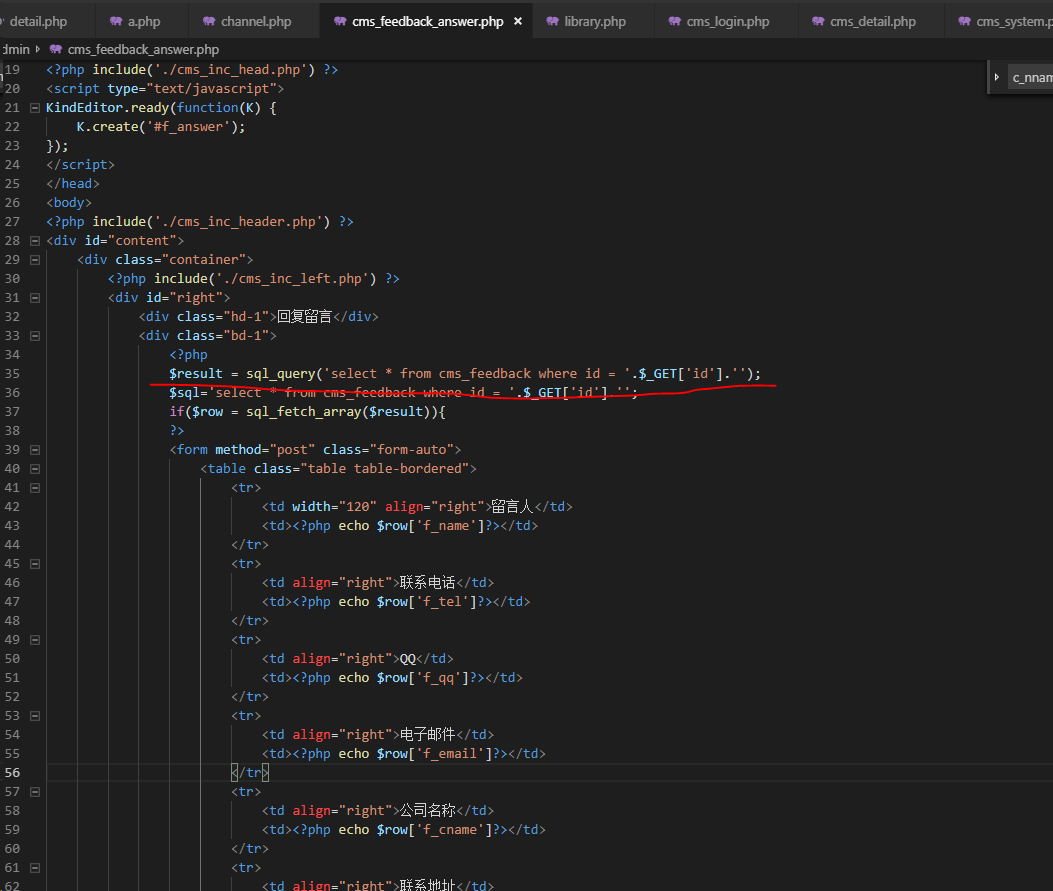 detail.php a.php channel.php cms_feedback_answer.php × library.php cms_login.php cms_detail.php cms_system.p
dmin cms_feedback_answer.php
c_nnam
19 <?php include('./cms_inc_head.php') ?>
20 <script type="text/javascript">
21 KindEditor.ready(function(K) {
22 K.create('#f_answer');
23 });
24 </script>
25 </head>
26 <body>
27 <?php include('./cms_inc_header.php') ?>
28 <div id="content">
29 <div class="container">
30 <?php include('./cms_inc_left.php') ?>
31 <div id="right">
32 <div class="hd-1">回复留言</div>
33 <div class="bd-1">
34 <?php
35 $result = sql_query('select * from cms_feedback where id = '.$_GET['id'].'');
36 $sql='select * from cms_feedback where id = '.$_GET['id'].'';
37 if($row = sql_fetch_array($result)){
38 ?>
39 <form method="post" class="form-auto">
40 <table class="table table-bordered">
41 <tr>
42 <td width="120" align="right">留言人</td>
43 <td><?php echo $row['f_name']?></td>
44 </tr>
45 <tr>
46 <td align="right">联系电话</td>
47 <td><?php echo $row['f_tel']?></td>
48 </tr>
49 <tr>
50 <td align="right">QQ</td>
51 <td><?php echo $row['f_qq']?></td>
52 </tr>
53 <tr>
54 <td align="right">电子邮件</td>
55 <td><?php echo $row['f_email']?></td>
56 </tr>
57 <tr>
58 <td align="right">公司名称</td>
59 <td><?php echo $row['f_cname']?></td>
60 </tr>
61 <tr>
62 <td align="right">联系地址</td>